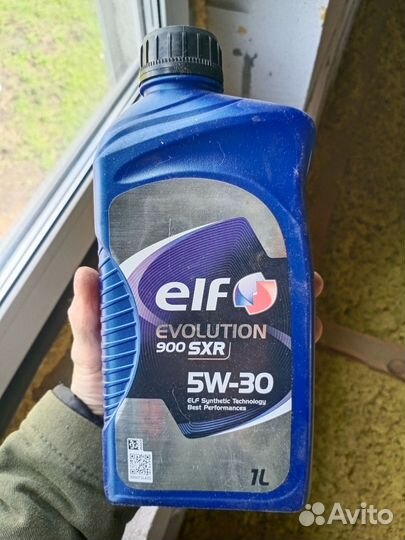 elf
EVOLUTION
900 SXR
5W-30
ELF Synthetic Technology
Best Performances
1L
Avito